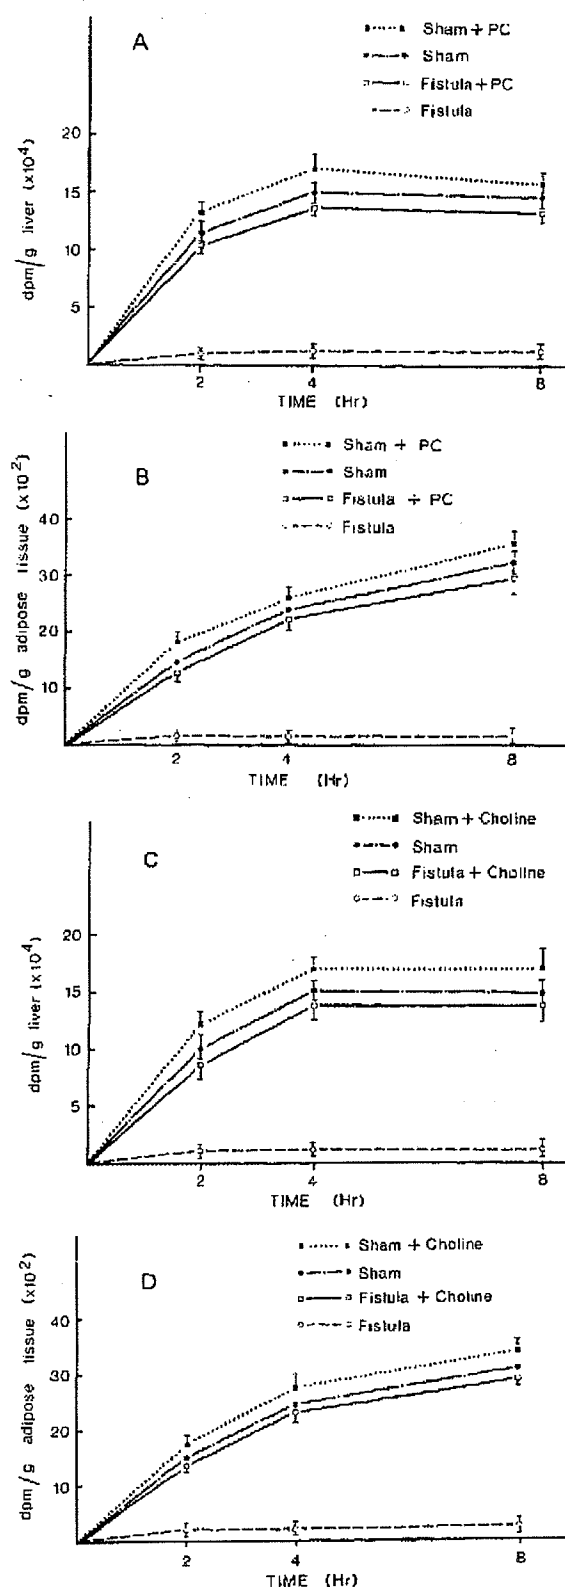 A
Sham + PC
Sham
Fistula + PC
Fistula
dpm/g liver (x10⁴)
20
15
10
5
2
4
8
TIME (Hr)
B
Sham + PC
Sham
Fistula + PC
Fistula
dpm/g adipose tissue (x10²)
40
30
20
10
2
4
8
TIME (Hr)
C
Sham + Choline
Sham
Fistula + Choline
Fistula
dpm/g liver (x10⁴)
20
15
10
5
2
4
8
TIME (Hr)
D
Sham + Choline
Sham
Fistula + Choline
Fistula
dpm/g adipose tissue (x10²)
40
30
20
10
2
4
8
TIME (Hr)